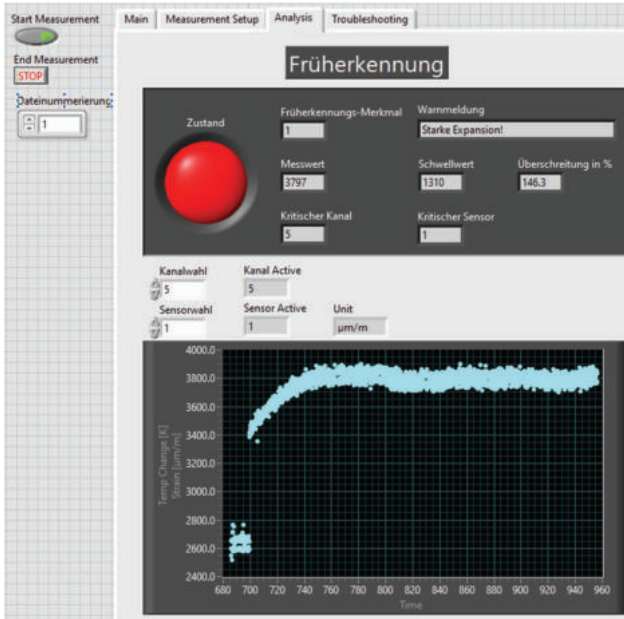 Start Measurement
End Measurement
STOP
Dateinummerierung
1
Main
Measurement Setup
Analysis
Troubleshooting
Früherkennung
Zustand
Früherkennungs-Merkmal
1
Warnmeldung
Starke Expansion!
Messwert
3797
Schwellwert
1310
Überschreitung in %
146.3
Kritischer Kanal
5
Kritischer Sensor
1
Kanalwahl
5
Kanal Active
5
Sensorwahl
1
Sensor Active
1
Unit
µm/m
Temp Change [K]
Strain [µm/m]
4000.0
3800.0
3600.0
3400.0
3200.0
3000.0
2800.0
2600.0
2400.0
680 700 720 740 760 780 800 820 840 860 880 900 920 940 960
Time